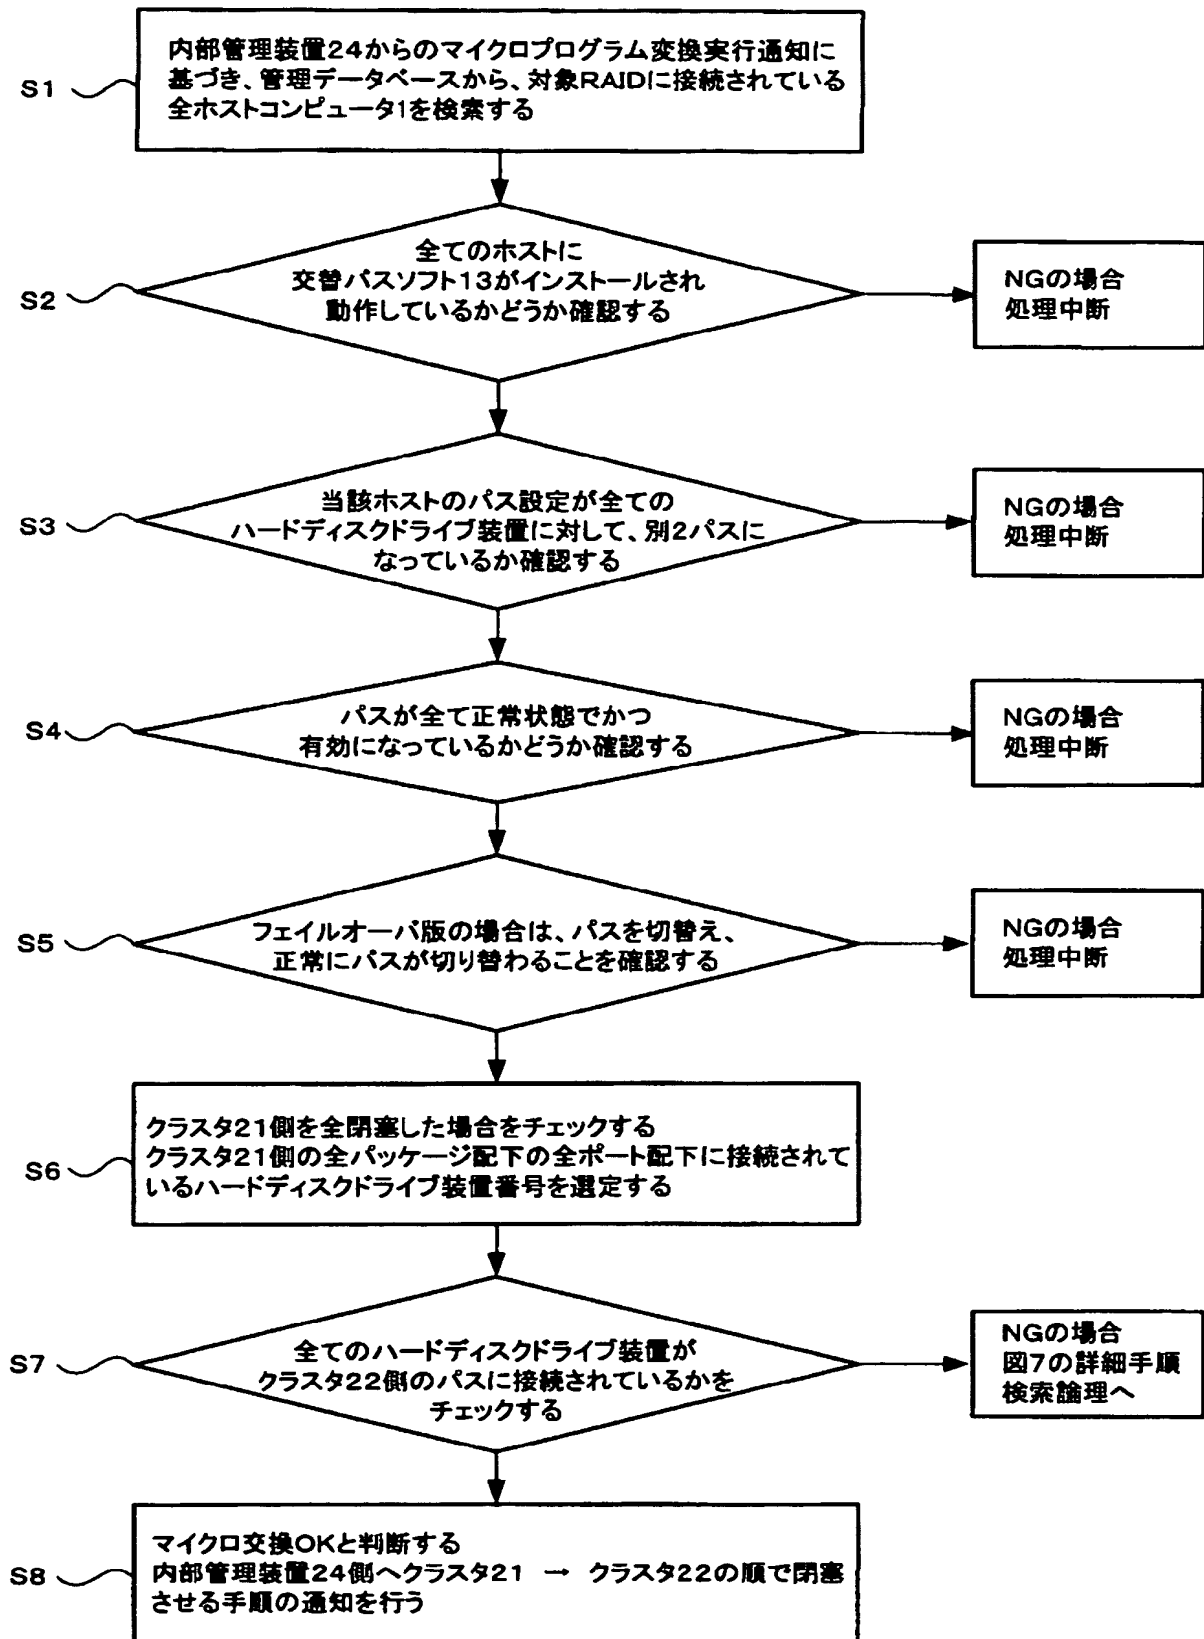 S1
内部管理装置24からのマイクロプログラム変換実行通知に
基づき、管理データベースから、対象RAIDに接続されている
全ホストコンピュータ1を検索する
S2
全てのホストに
交替パスソフト13がインストールされ
動作しているかどうか確認する
NGの場合
処理中断
S3
当該ホストのパス設定が全ての
ハードディスクドライブ装置に対して、別2パスに
なっているか確認する
NGの場合
処理中断
S4
パスが全て正常状態でかつ
有効になっているかどうか確認する
NGの場合
処理中断
S5
フェイルオーバ版の場合は、パスを切替え、
正常にパスが切り替わることを確認する
NGの場合
処理中断
S6
クラスタ21側を全閉塞した場合をチェックする
クラスタ21側の全パッケージ配下の全ポート配下に接続されて
いるハードディスクドライブ装置番号を選定する
S7
全てのハードディスクドライブ装置が
クラスタ22側のパスに接続されているかを
チェックする
NGの場合
図7の詳細手順
検索論理へ
S8
マイクロ交換OKと判断する
内部管理装置24側へクラスタ21 → クラスタ22の順で閉塞
させる手順の通知を行う